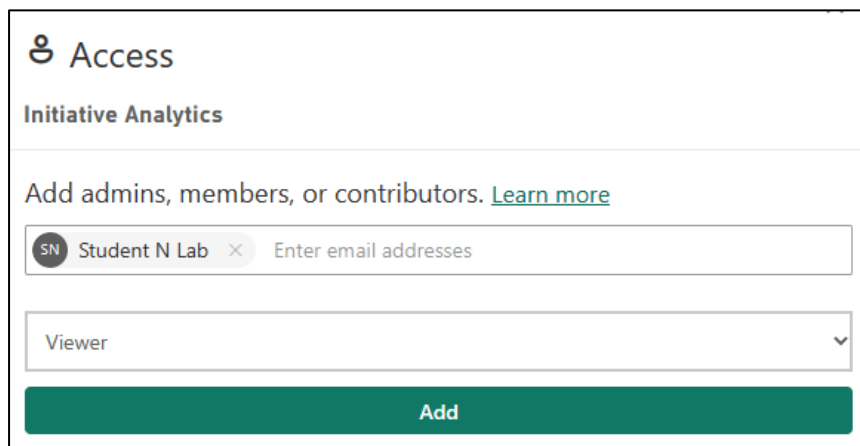 Access
Initiative Analytics
Add admins, members, or contributors. Learn more
SN Student N Lab Enter email addresses
Viewer
Add